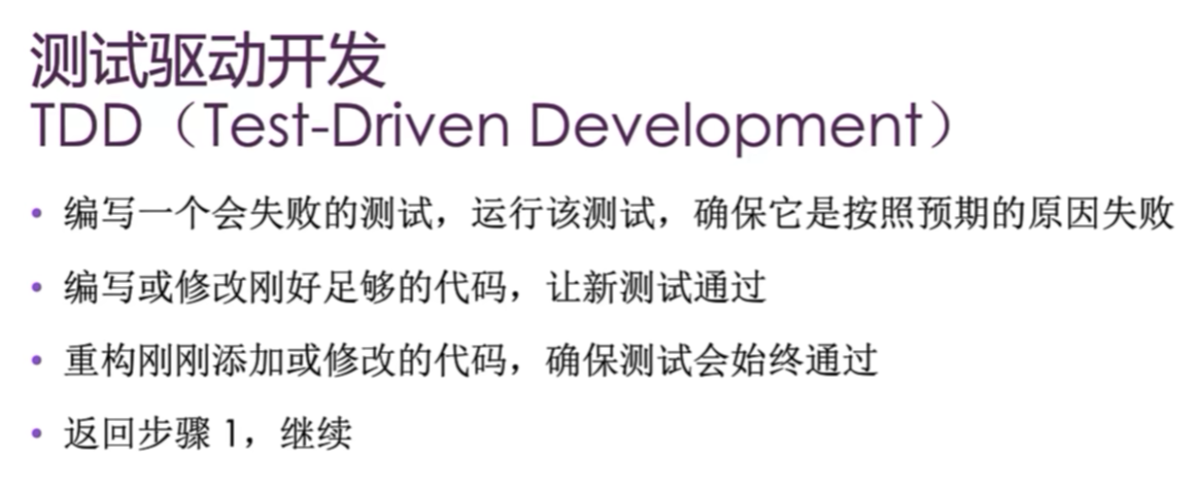 测试驱动开发
TDD（Test-Driven Development）
• 编写一个会失败的测试，运行该测试，确保它是按照预期的原因失败
• 编写或修改刚好足够的代码，让新测试通过
• 重构刚刚添加或修改的代码，确保测试会始终通过
• 返回步骤 1，继续